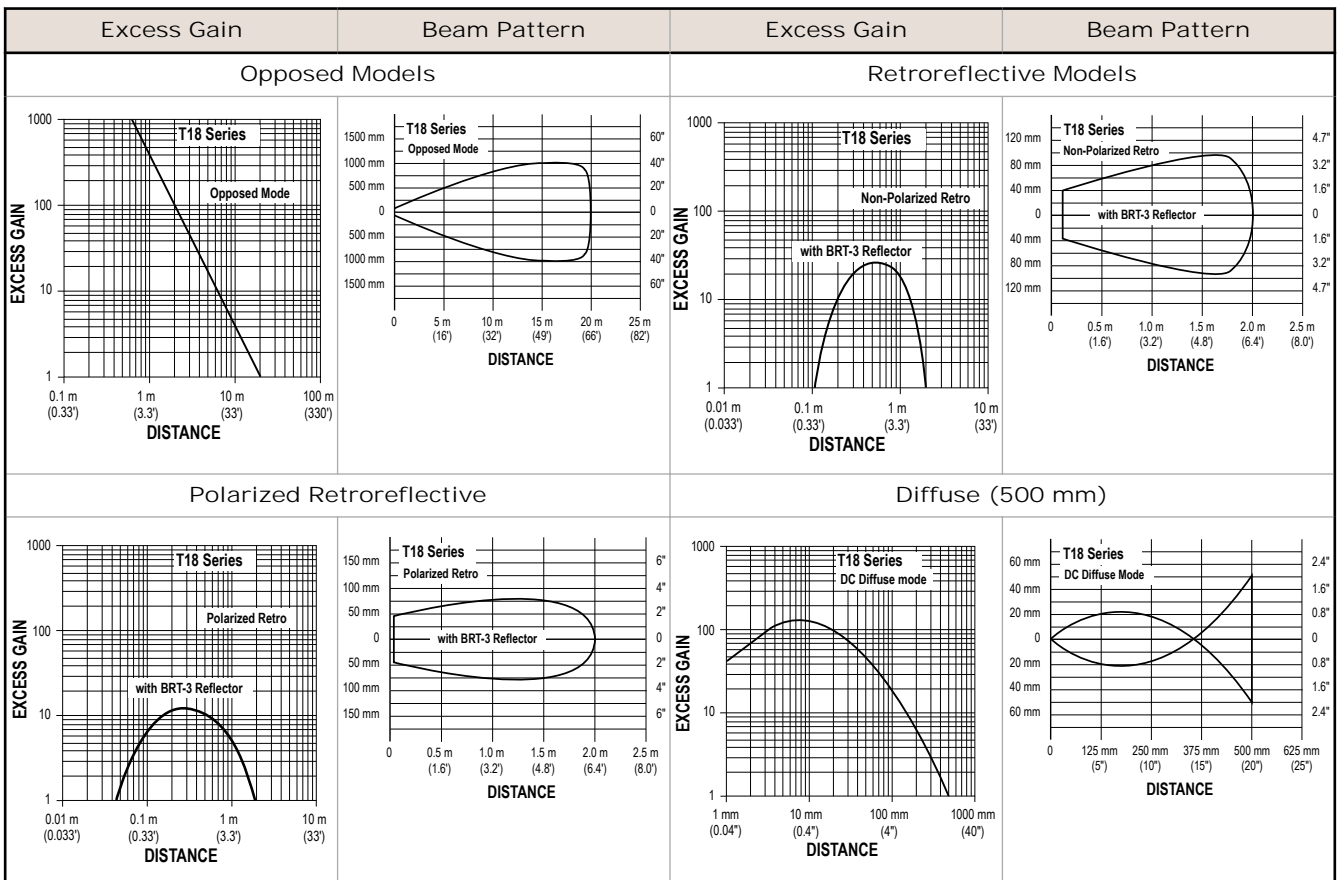 Excess Gain
Beam Pattern
Excess Gain
Beam Pattern
Opposed Models
Retroreflective Models
1000
100
10
1
EXCESS GAIN
T18 Series
Opposed Mode
0.1 m
(0.33')
1 m
(3.3')
10 m
(33')
100 m
(330')
DISTANCE
1500 mm
1000 mm
500 mm
0
500 mm
1000 mm
1500 mm
T18 Series
Opposed Mode
60"
40"
20"
0
20"
40"
60"
0
5 m
(16')
10 m
(32')
15 m
(49')
20 m
(66')
25 m
(82')
DISTANCE
1000
100
10
1
EXCESS GAIN
T18 Series
Non-Polarized Retro
with BRT-3 Reflector
0.01 m
(0.033')
0.1 m
(0.33')
1 m
(3.3')
10 m
(33')
DISTANCE
120 mm
80 mm
40 mm
0
40 mm
80 mm
120 mm
T18 Series
Non-Polarized Retro
with BRT-3 Reflector
4.7"
3.2"
1.6"
0
1.6"
3.2"
4.7"
0
0.5 m
(1.6')
1.0 m
(3.2')
1.5 m
(4.8')
2.0 m
(6.4')
2.5 m
(8.0')
DISTANCE
Polarized Retroreflective
Diffuse (500 mm)
1000
100
10
1
EXCESS GAIN
T18 Series
Polarized Retro
with BRT-3 Reflector
0.01 m
(0.033')
0.1 m
(0.33')
1 m
(3.3')
10 m
(33')
DISTANCE
150 mm
100 mm
50 mm
0
50 mm
100 mm
150 mm
T18 Series
Polarized Retro
with BRT-3 Reflector
6"
4"
2"
0
2"
4"
6"
0
0.5 m
(1.6')
1.0 m
(3.2')
1.5 m
(4.8')
2.0 m
(6.4')
2.5 m
(8.0')
DISTANCE
1000
100
10
1
EXCESS GAIN
T18 Series
DC Diffuse mode
1 mm
(0.04")
10 mm
(0.4")
100 mm
(4")
1000 mm
(40")
DISTANCE
60 mm
40 mm
20 mm
0
20 mm
40 mm
60 mm
T18 Series
DC Diffuse Mode
2.4"
1.6"
0.8"
0
0.8"
1.6"
2.4"
0
125 mm
(5")
250 mm
(10")
375 mm
(15")
500 mm
(20")
625 mm
(25")
DISTANCE